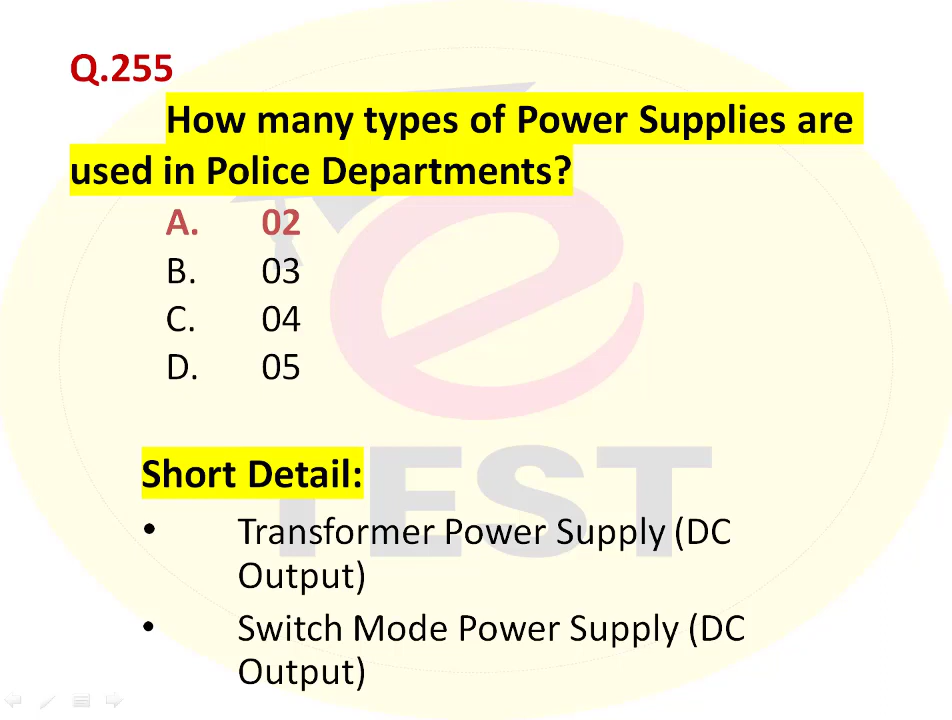 Q.255
How many types of Power Supplies are
used in Police Departments?
A. 02
B. 03
C. 04
D. 05
Short Detail:
• Transformer Power Supply (DC
Output)
• Switch Mode Power Supply (DC
Output)
e
TEST